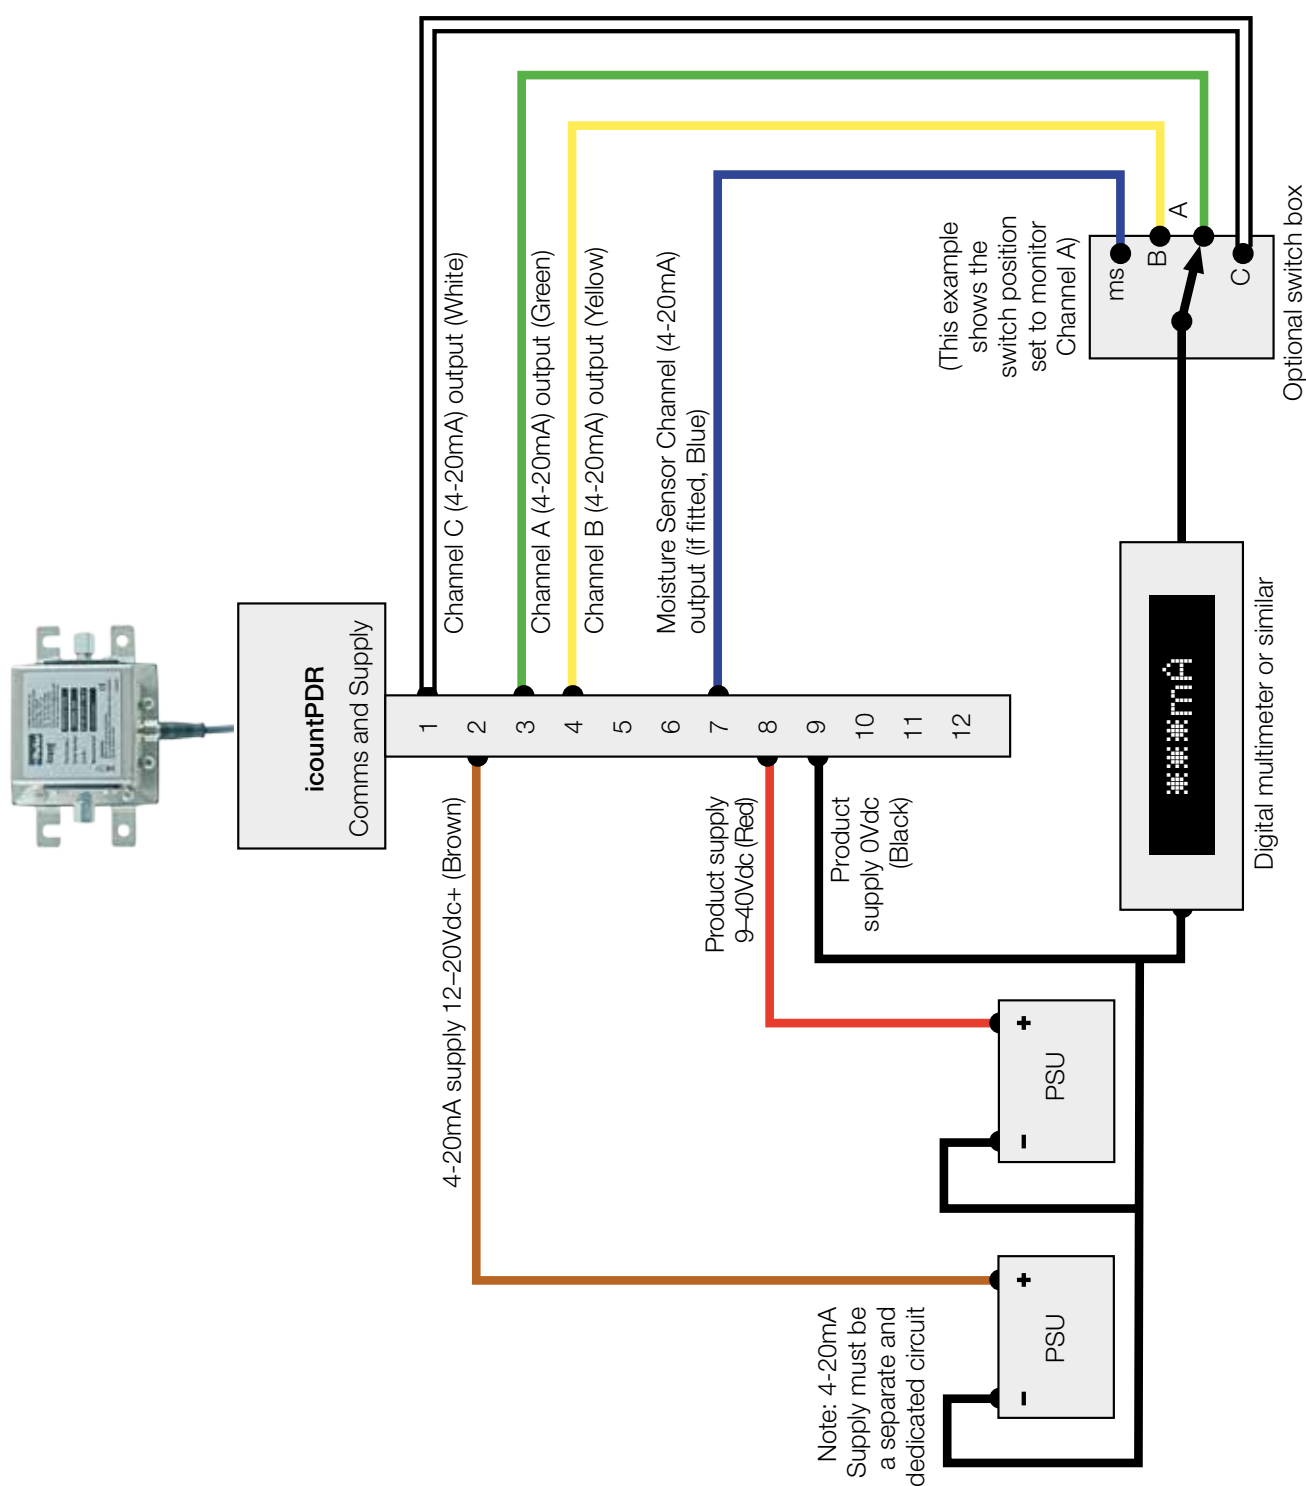 icountPDR
Comms and Supply
1
2
3
4
5
6
7
8
9
10
11
12
Channel C (4-20mA) output (White)
Channel A (4-20mA) output (Green)
Channel B (4-20mA) output (Yellow)
Moisture Sensor Channel (4-20mA)
output (if fitted, Blue)
4-20mA supply 12–20Vdc+ (Brown)
Product supply
9–40Vdc (Red)
Product
supply 0Vdc
(Black)
(This example
shows the
switch position
set to monitor
Channel A)
ms
B
A
C
Optional switch box
***mA
Digital multimeter or similar
+
PSU
–
+
PSU
–
Note: 4-20mA
Supply must be
a separate and
dedicated circuit